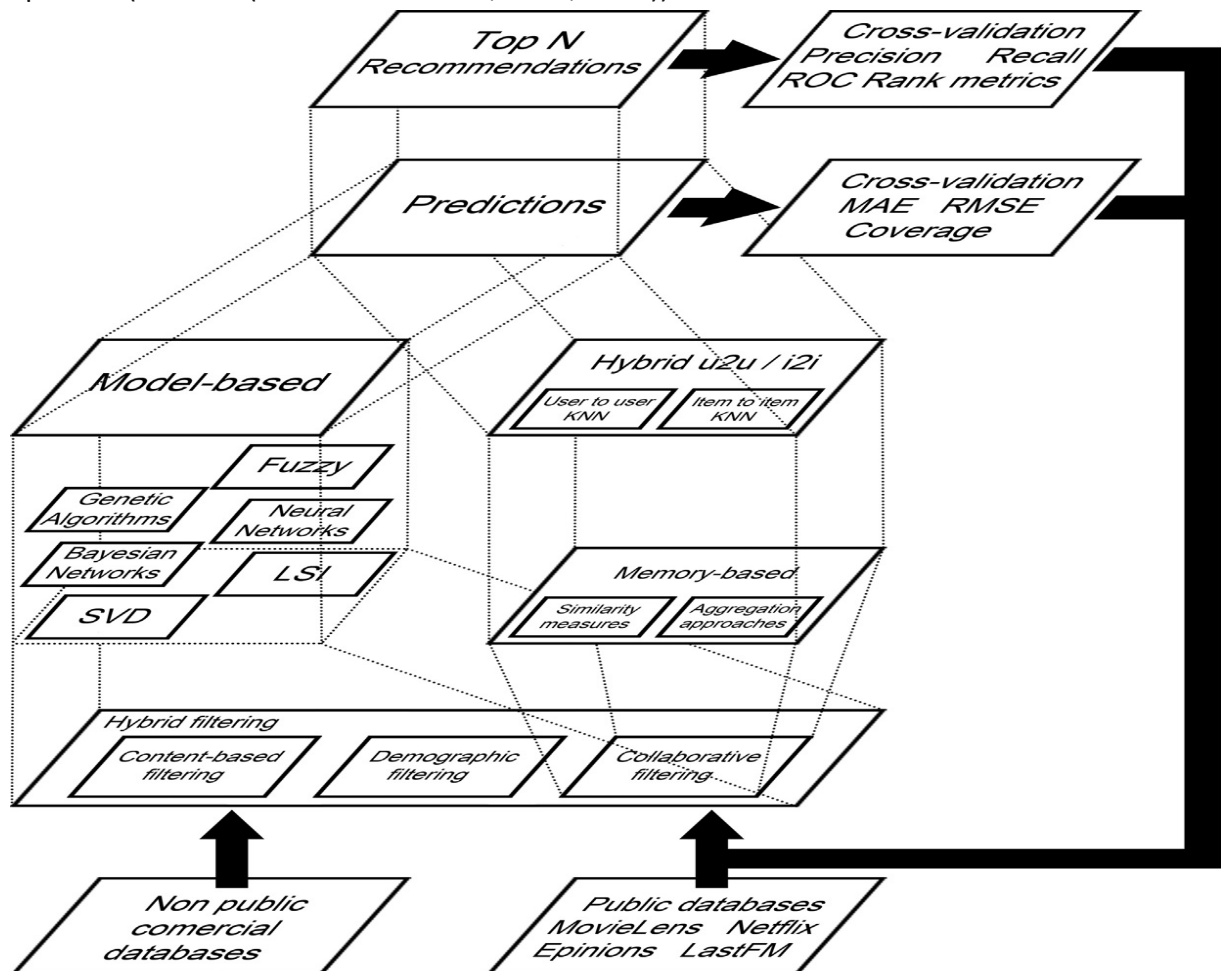 Top N
Recommendations
Cross-validation
Precision Recall
ROC Rank metrics
Predictions
Cross-validation
MAE RMSE
Coverage
Model-based
Hybrid u2u / i2i
User to user
KNN
Item to item
KNN
Fuzzy
Genetic
Algorithms
Neural
Networks
Bayesian
Networks
LSI
SVD
Memory-based
Similarity
measures
Aggregation
approaches
Hybrid filtering
Content-based
filtering
Demographic
filtering
Collaborative
filtering
Non public
comercial
databases
Public databases
MovieLens Netflix
Epinions LastFM